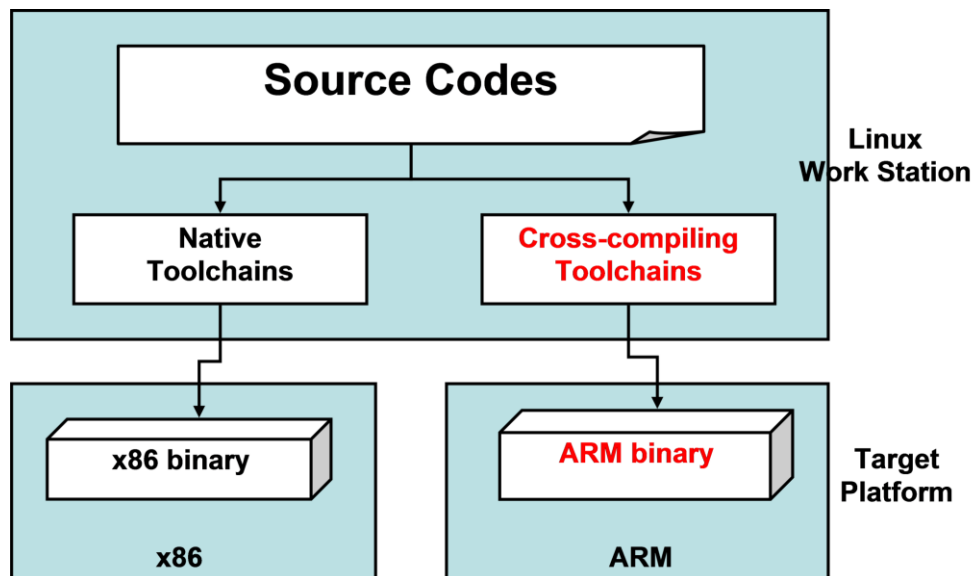 Source Codes
Linux
Work Station
Native
Toolchains
Cross-compiling
Toolchains
x86 binary
ARM binary
Target
Platform
x86
ARM